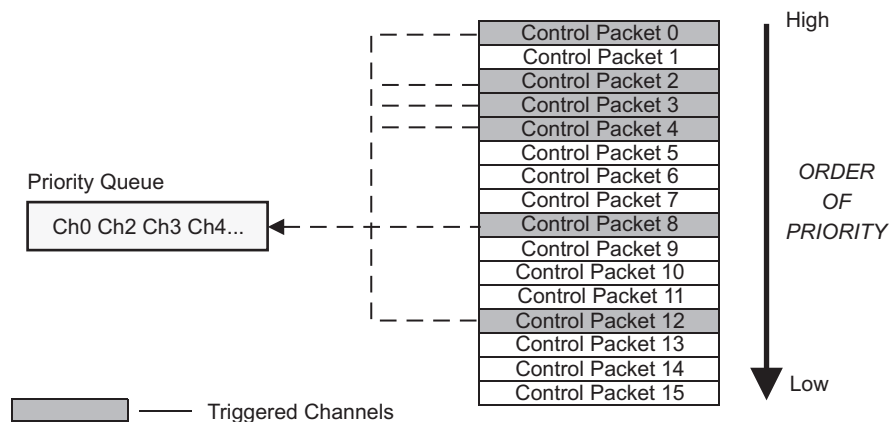 Control Packet 0
Control Packet 1
Control Packet 2
Control Packet 3
Control Packet 4
Control Packet 5
Control Packet 6
Control Packet 7
Control Packet 8
Control Packet 9
Control Packet 10
Control Packet 11
Control Packet 12
Control Packet 13
Control Packet 14
Control Packet 15
High
ORDER
OF
PRIORITY
Low
Priority Queue
Ch0 Ch2 Ch3 Ch4...
Triggered Channels